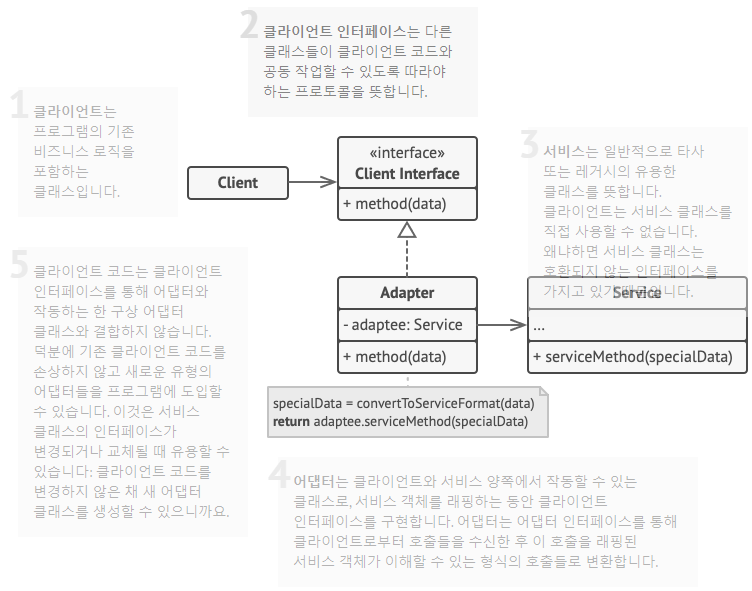 2
클라이언트 인터페이스는 다른
클래스들이 클라이언트 코드와
공동 작업할 수 있도록 따라야
하는 프로토콜을 뜻합니다.
1
클라이언트는
프로그램의 기존
비즈니스 로직을
포함하는
클래스입니다.
Client
«interface»
Client Interface
+ method(data)
3
서비스는 일반적으로 타사
또는 레거시의 유용한
클래스를 뜻합니다.
클라이언트는 서비스 클래스를
직접 사용할 수 없습니다.
왜냐하면 서비스 클래스는
호환되지 않는 인터페이스를
가지고 있기 때문입니다.
5
클라이언트 코드는 클라이언트
인터페이스를 통해 어댑터와
작동하는 한 구상 어댑터
클래스와 결합하지 않습니다.
덕분에 기존 클라이언트 코드를
손상하지 않고 새로운 유형의
어댑터들을 프로그램에 도입할
수 있습니다. 이것은 서비스
클래스의 인터페이스가
변경되거나 교체될 때 유용할 수
있습니다: 클라이언트 코드를
변경하지 않은 채 새 어댑터
클래스를 생성할 수 있으니까요.
Adapter
- adaptee: Service
+ method(data)
Service
...
+ serviceMethod(specialData)
specialData = convertToServiceFormat(data)
return adaptee.serviceMethod(specialData)
4
어댑터는 클라이언트와 서비스 양쪽에서 작동할 수 있는
클래스로, 서비스 객체를 래핑하는 동안 클라이언트
인터페이스를 구현합니다. 어댑터는 어댑터 인터페이스를 통해
클라이언트로부터 호출들을 수신한 후 이 호출을 래핑된
서비스 객체가 이해할 수 있는 형식의 호출들로 변환합니다.